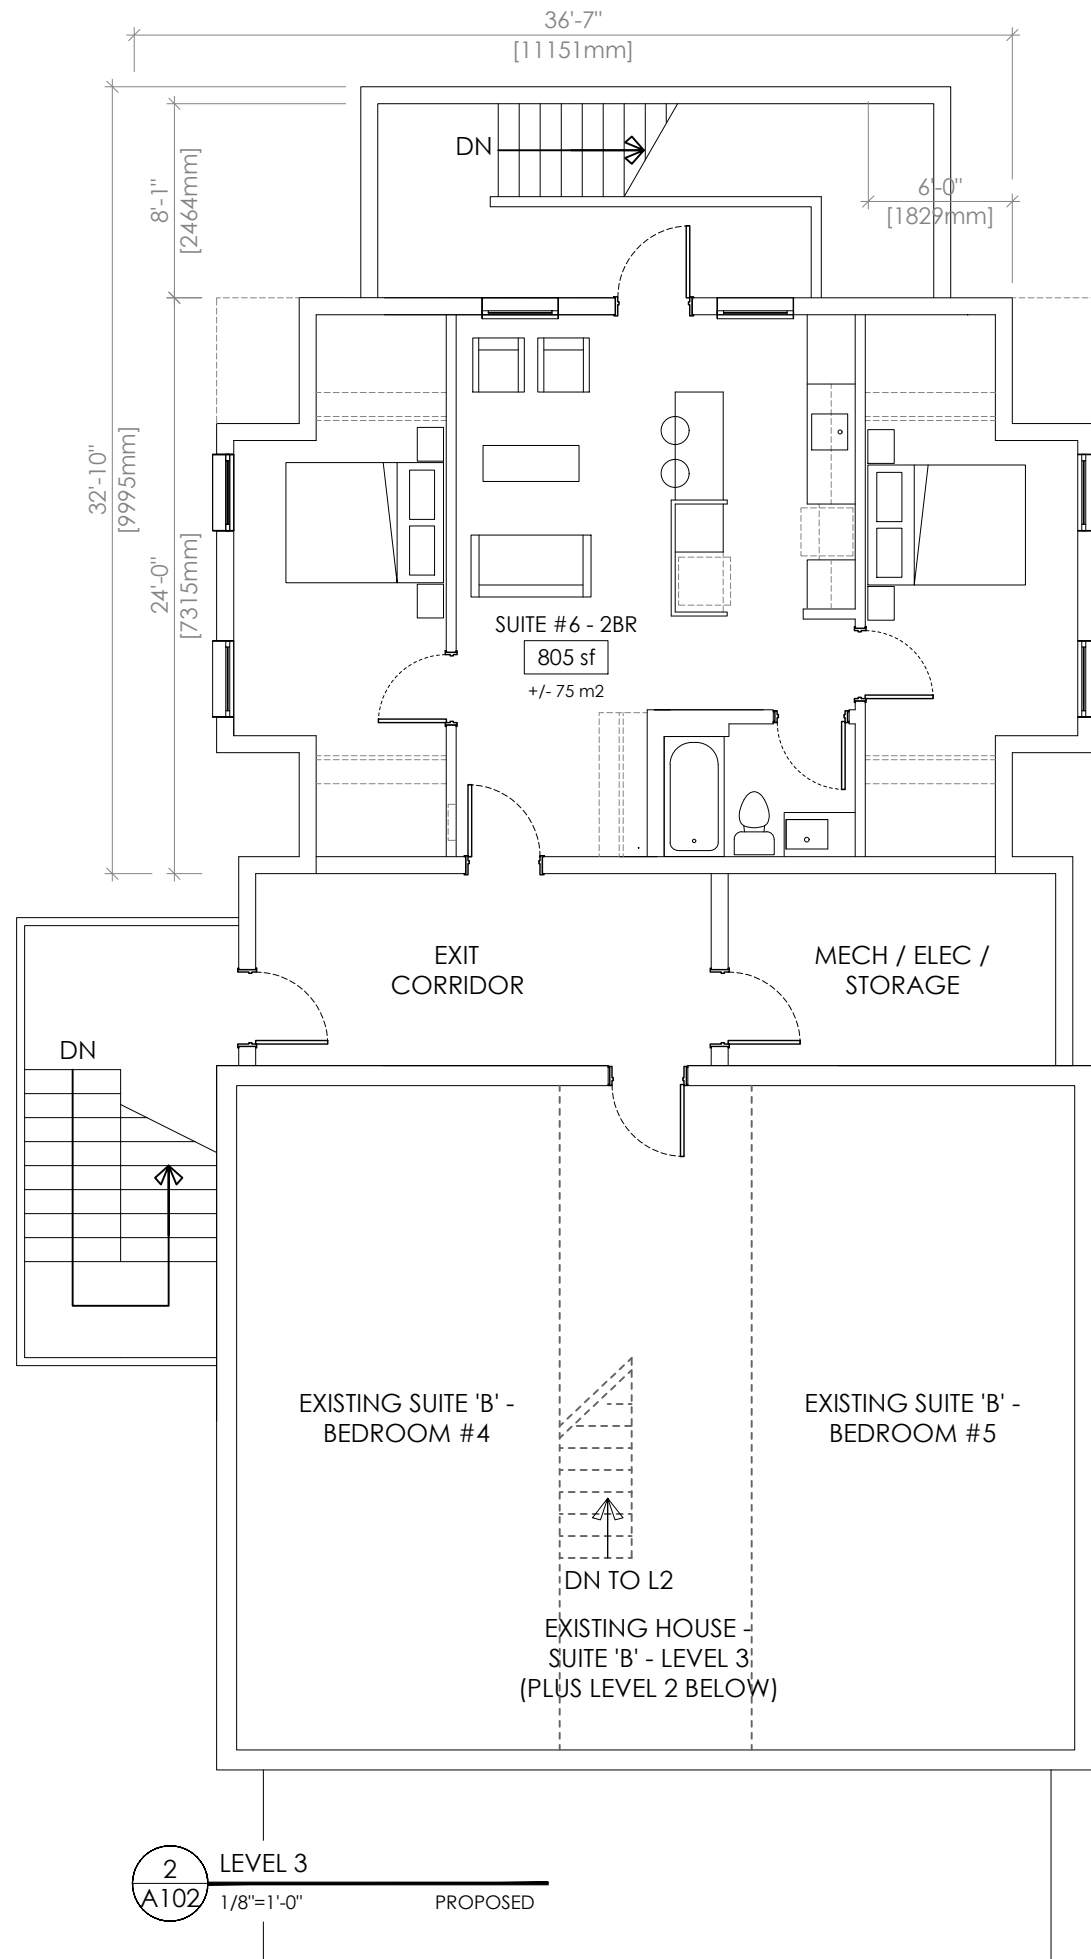 36'-7"
[11151mm]
DN
8'-1"
[2464mm]
6'-0"
[1829mm]
32'-10"
[9995mm]
24'-0"
[7315mm]
SUITE #6 - 2BR
805 sf
+/- 75 m2
EXIT
CORRIDOR
MECH / ELEC /
STORAGE
DN
EXISTING SUITE 'B' -
BEDROOM #4
EXISTING SUITE 'B' -
BEDROOM #5
DN TO L2
EXISTING HOUSE -
SUITE 'B' - LEVEL 3
(PLUS LEVEL 2 BELOW)
2
A102
LEVEL 3
1/8"=1'-0" PROPOSED